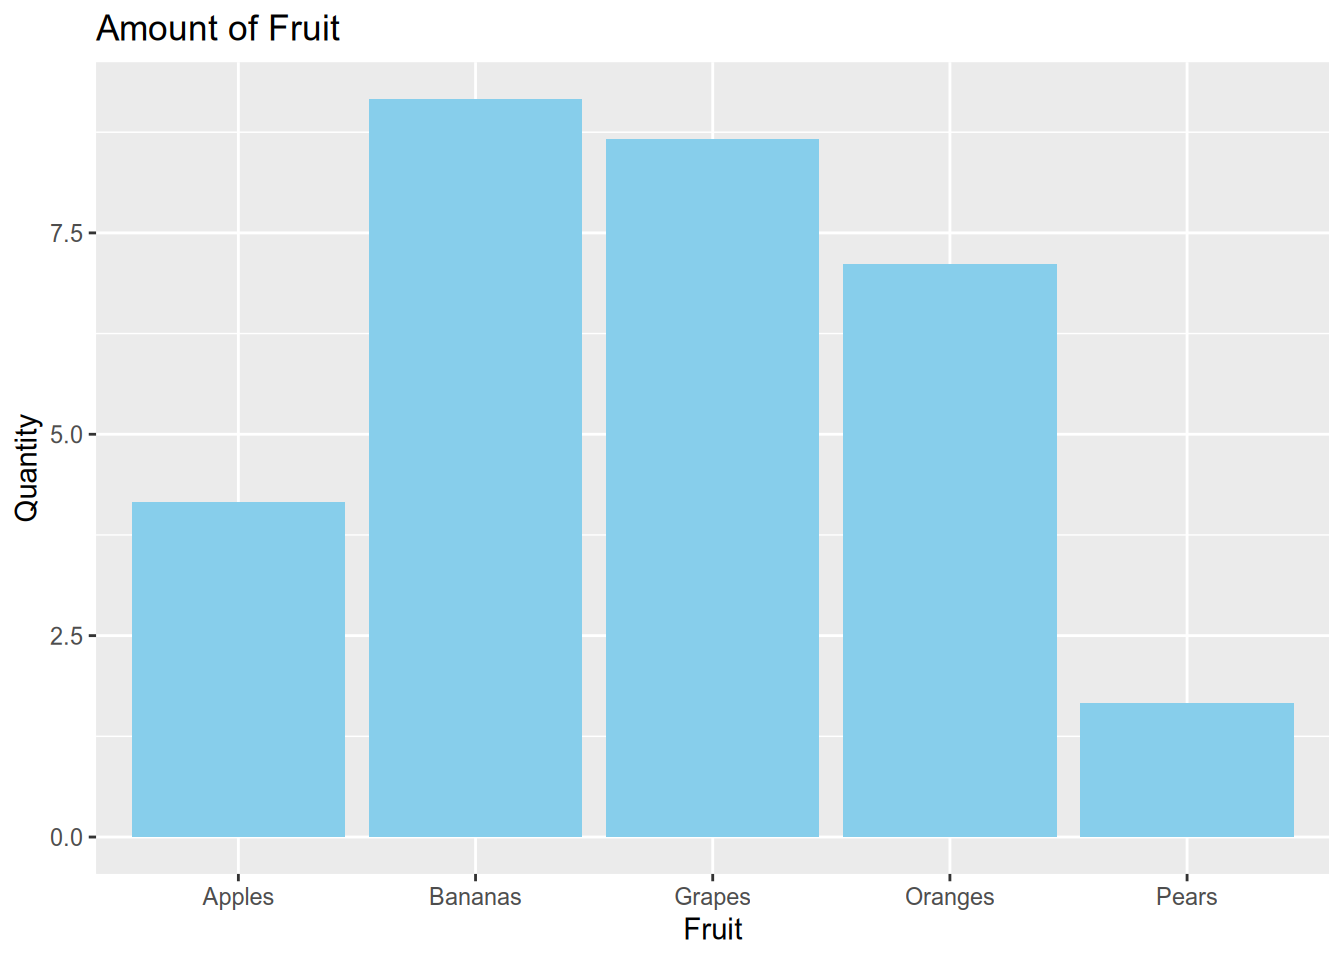 Amount of Fruit
Quantity
7.5
5.0
2.5
0.0
Apples Bananas Grapes Oranges Pears
Fruit